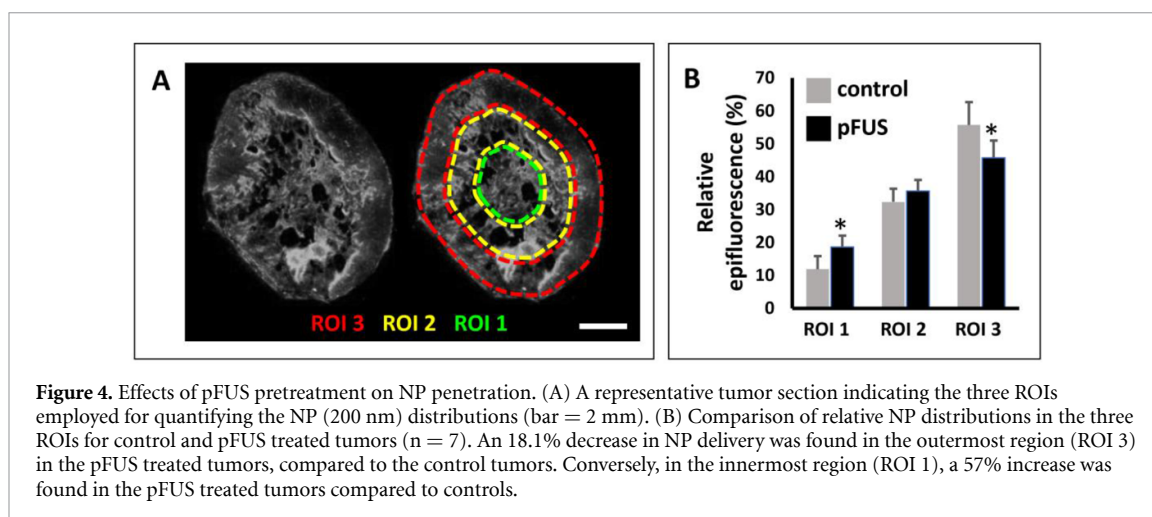 A
ROI 3 ROI 2 ROI 1
B
Relative
epifluorescence (%)
70
60
50
40
30
20
10
0
control
pFUS
*
*
ROI 1 ROI 2 ROI 3
Figure 4. Effects of pFUS pretreatment on NP penetration. (A) A representative tumor section indicating the three ROIs
employed for quantifying the NP (200 nm) distributions (bar = 2 mm). (B) Comparison of relative NP distributions in the three
ROIs for control and pFUS treated tumors (n = 7). An 18.1% decrease in NP delivery was found in the outermost region (ROI 3)
in the pFUS treated tumors, compared to the control tumors. Conversely, in the innermost region (ROI 1), a 57% increase was
found in the pFUS treated tumors compared to controls.